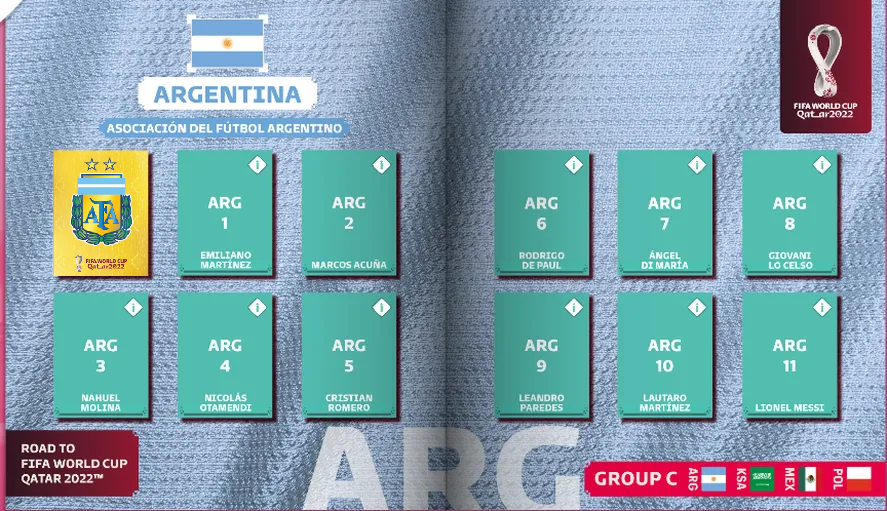 ARGENTINA
ASOCIACIÓN DEL FÚTBOL ARGENTINO
FIFA WORLD CUP
Qatar2022
AFA
FIFA WORLD CUP
Qatar2022
i
ARG
1
EMILIANO
MARTÍNEZ
i
ARG
2
MARCOS ACUÑA
i
ARG
6
RODRIGO
DE PAUL
i
ARG
7
ÁNGEL
DI MARÍA
i
ARG
8
GIOVANI
LO CELSO
i
ARG
3
NAHUEL
MOLINA
i
ARG
4
NICOLÁS
OTAMENDI
i
ARG
5
CRISTIAN
ROMERO
i
ARG
9
LEANDRO
PAREDES
i
ARG
10
LAUTARO
MARTÍNEZ
i
ARG
11
LIONEL MESSI
ROAD TO
FIFA WORLD CUP
QATAR 2022™
ARG
GROUP C ARG KSA MEX POL